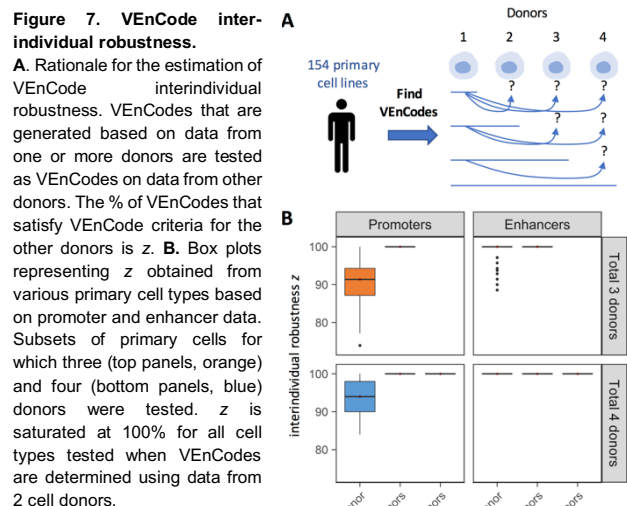 Figure 7. VEnCode inter-
individual robustness.
A. Rationale for the estimation of
VEnCode interindividual
robustness. VEnCodes that are
generated based on data from
one or more donors are tested
as VEnCodes on data from other
donors. The % of VEnCodes that
satisfy VEnCode criteria for the
other donors is z. B. Box plots
representing z obtained from
various primary cell types based
on promoter and enhancer data.
Subsets of primary cells for
which three (top panels, orange)
and four (bottom panels, blue)
donors were tested. z is
saturated at 100% for all cell
types tested when VEnCodes
are determined using data from
2 cell donors.
A
Donors
1 2 3 4
154 primary
cell lines
Find
VEnCodes
? ? ?
? ?
?
B
Promoters Enhancers
interindividual robustness z
100
90
80
Total 3 donors
100
90
80
Total 4 donors